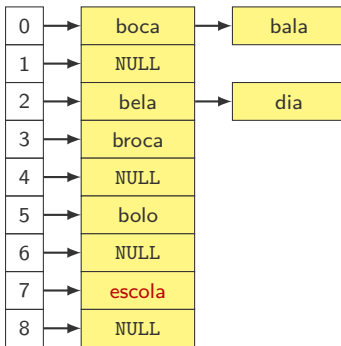 0 boca bala
1 NULL
2 bela dia
3 broca
4 NULL
5 bolo
6 NULL
7 escola
8 NULL